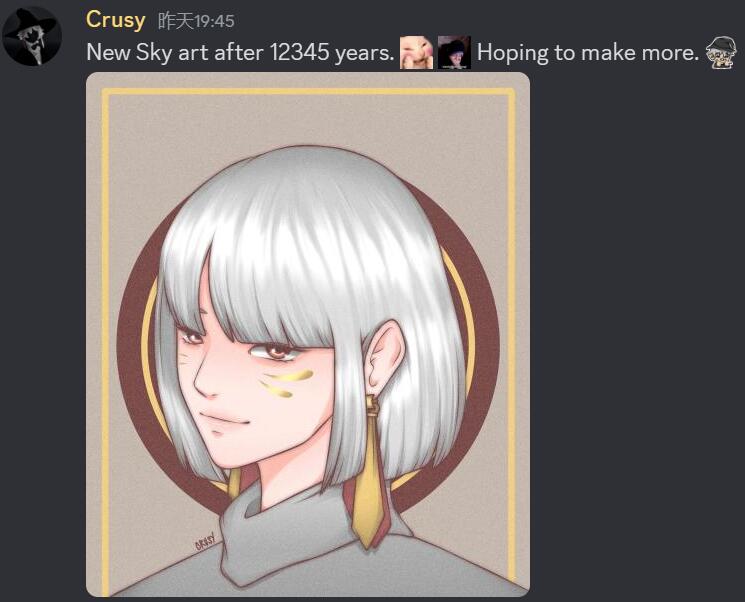 Crusy 昨天19:45
New Sky art after 12345 years. Hoping to make more.
CRUSY